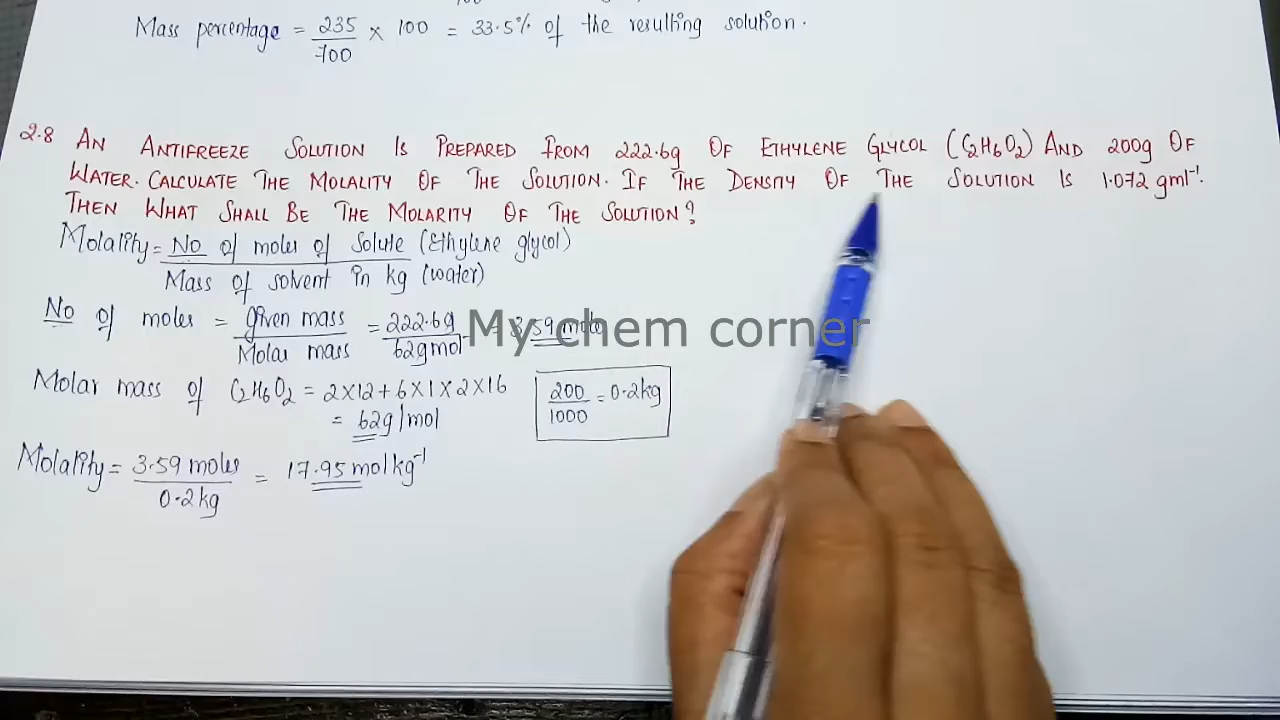 Mass percentage = 235/700 × 100 = 33.5% of the resulting solution.
2.8 AN ANTIFREEZE SOLUTION IS PREPARED FROM 222.6g OF ETHYLENE GLYCOL (C₂H₆O₂) AND 200g OF
WATER. CALCULATE THE MOLALITY OF THE SOLUTION. IF THE DENSITY OF THE SOLUTION IS 1.072 gml⁻¹.
THEN WHAT SHALL BE THE MOLARITY OF THE SOLUTION?
Molality = No of moles of solute (Ethylene glycol)
Mass of solvent in kg (water)
No of moles = given mass/Molar mass = 222.6g/62gmol = 3.59 moles
My chem corner
Molar mass of C₂H₆O₂ = 2×12+6×1×2×16
= 62g/mol
200/1000 = 0.2kg
Molality = 3.59 moles/0.2kg = 17.95 mol kg⁻¹